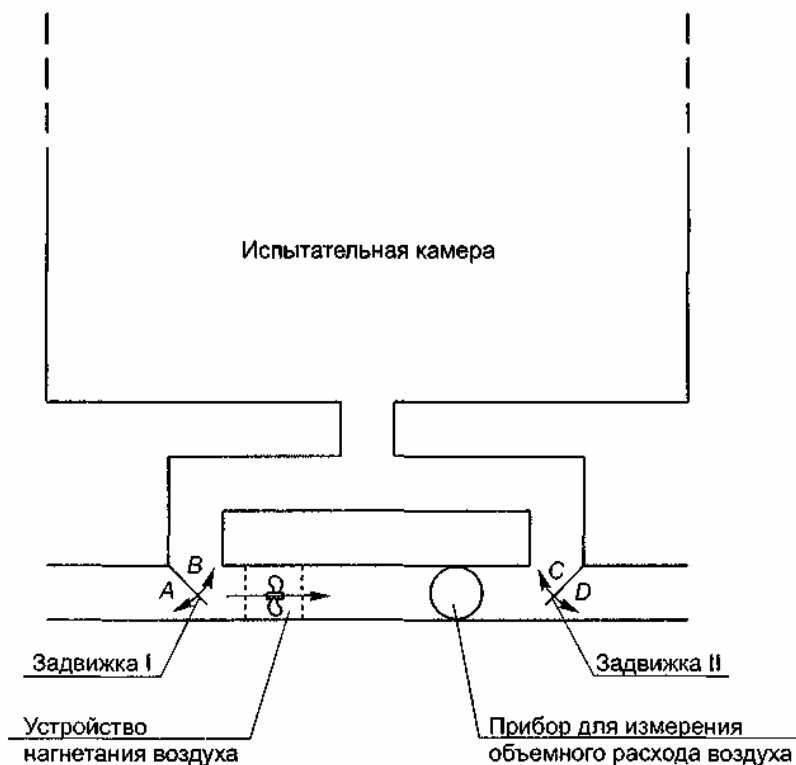 Испытательная камера
B
A
C
D
Задвижка I
Задвижка II
Устройство
нагнетания воздуха
Прибор для измерения
объемного расхода воздуха